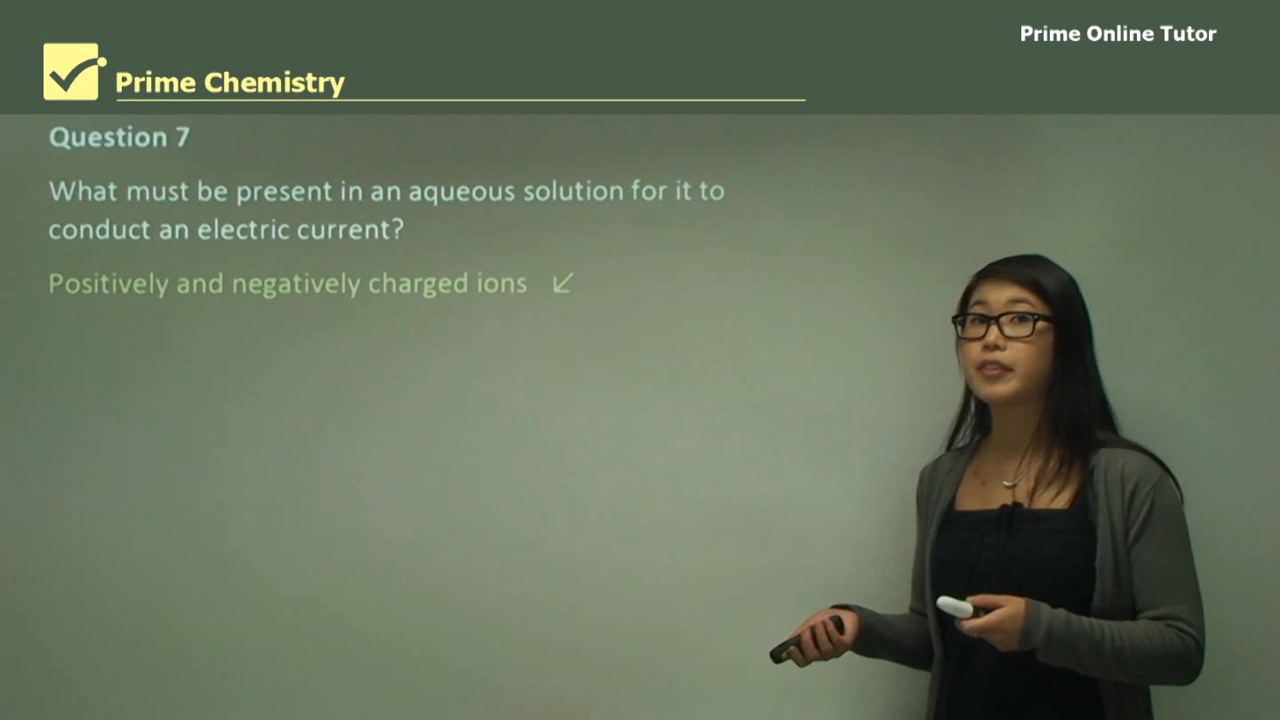 Prime Online Tutor
Prime Chemistry
Question 7
What must be present in an aqueous solution for it to
conduct an electric current?
Positively and negatively charged ions